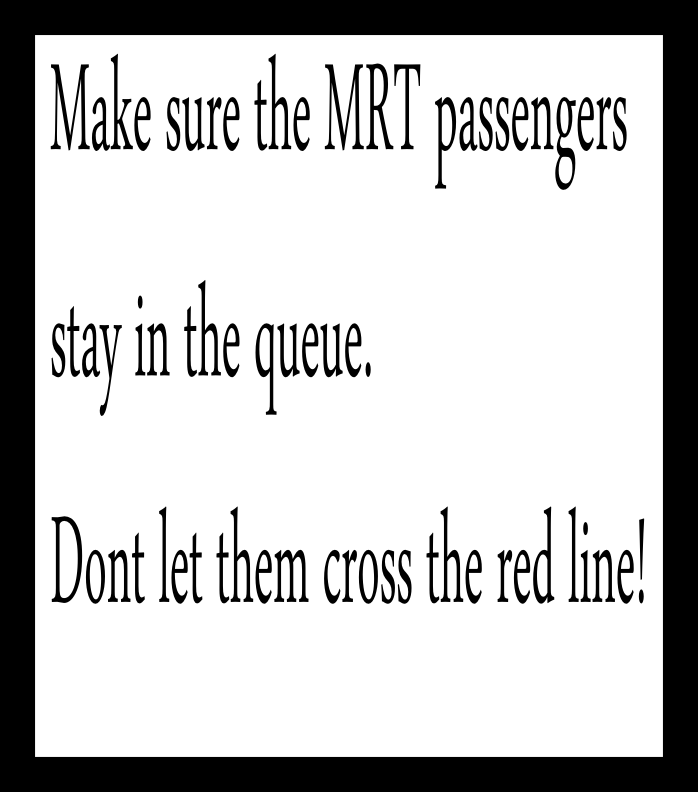 Make sure the MRT passengers
stay in the queue.
Dont let them cross the red line!